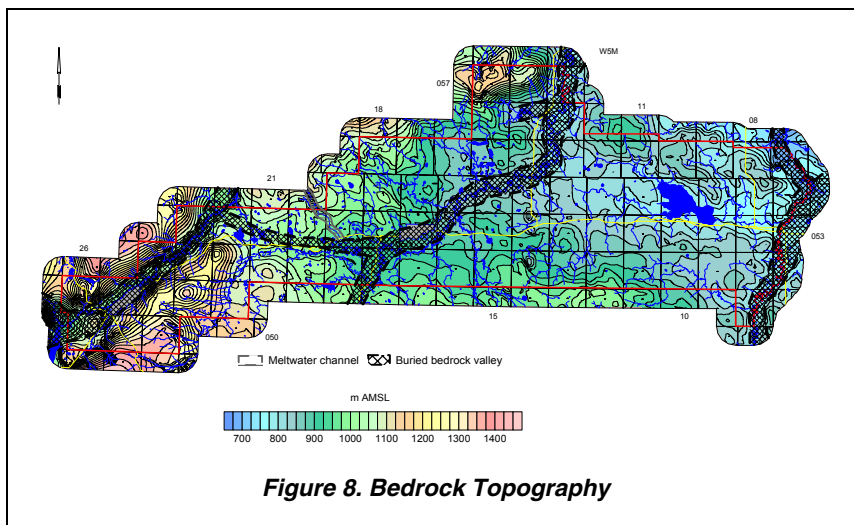 W5M
057
18
11
08
21
053
26
050
15
10
Meltwater channel Buried bedrock valley
m AMSL
700 800 900 1000 1100 1200 1300 1400
Figure 8. Bedrock Topography